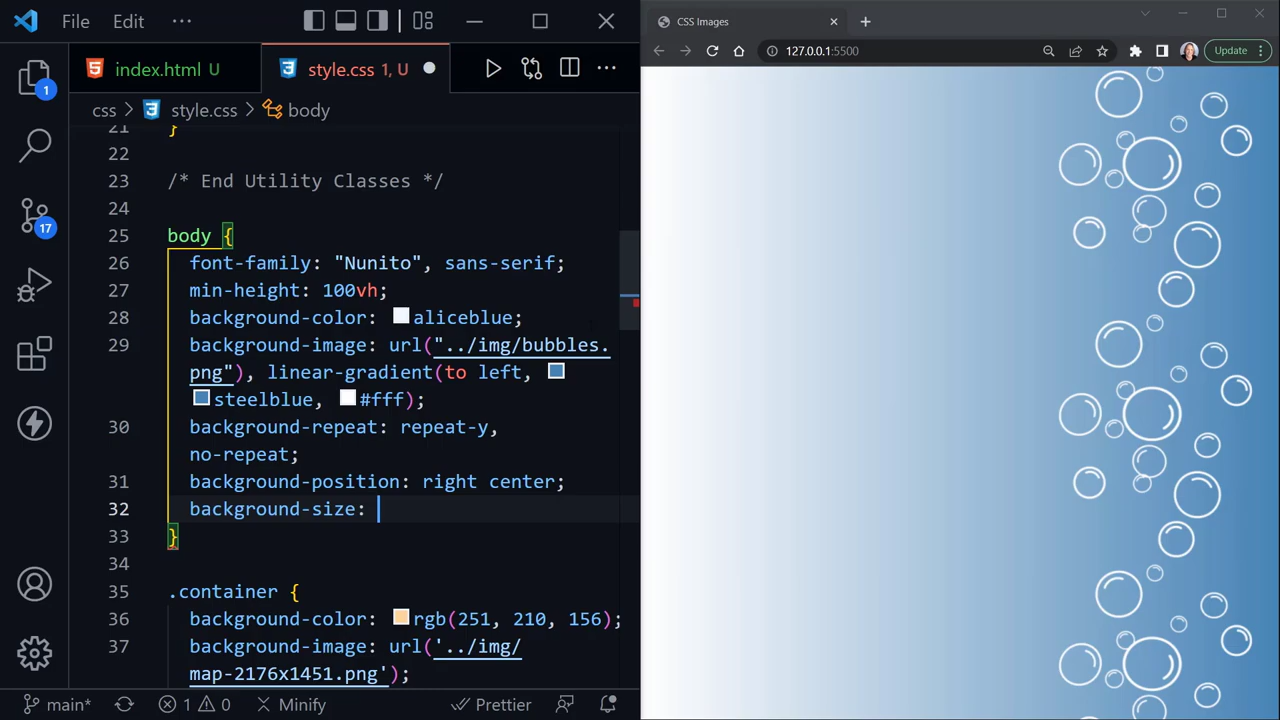 File Edit ···
index.html U
style.css 1, U
css > style.css > body
21 }
22
23 /* End Utility Classes */
24
25 body {
26 font-family: "Nunito", sans-serif;
27 min-height: 100vh;
28 background-color: aliceblue;
29 background-image: url("../img/bubbles.
png"), linear-gradient(to left,
steelblue, #fff);
30 background-repeat: repeat-y,
no-repeat;
31 background-position: right center;
32 background-size:
33 }
34
35 .container {
36 background-color: rgb(251, 210, 156);
37 background-image: url('../img/
map-2176x1451.png');
1
17
main* 1 0 Minify Prettier
CSS Images
127.0.0.1:5500
Update